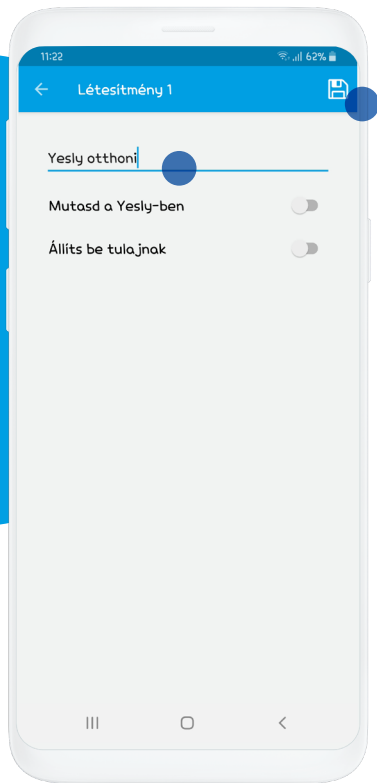 11:22 62%
Létesítmény 1
Yesly otthoni
Mutasd a Yesly-ben
Állíts be tulajnak